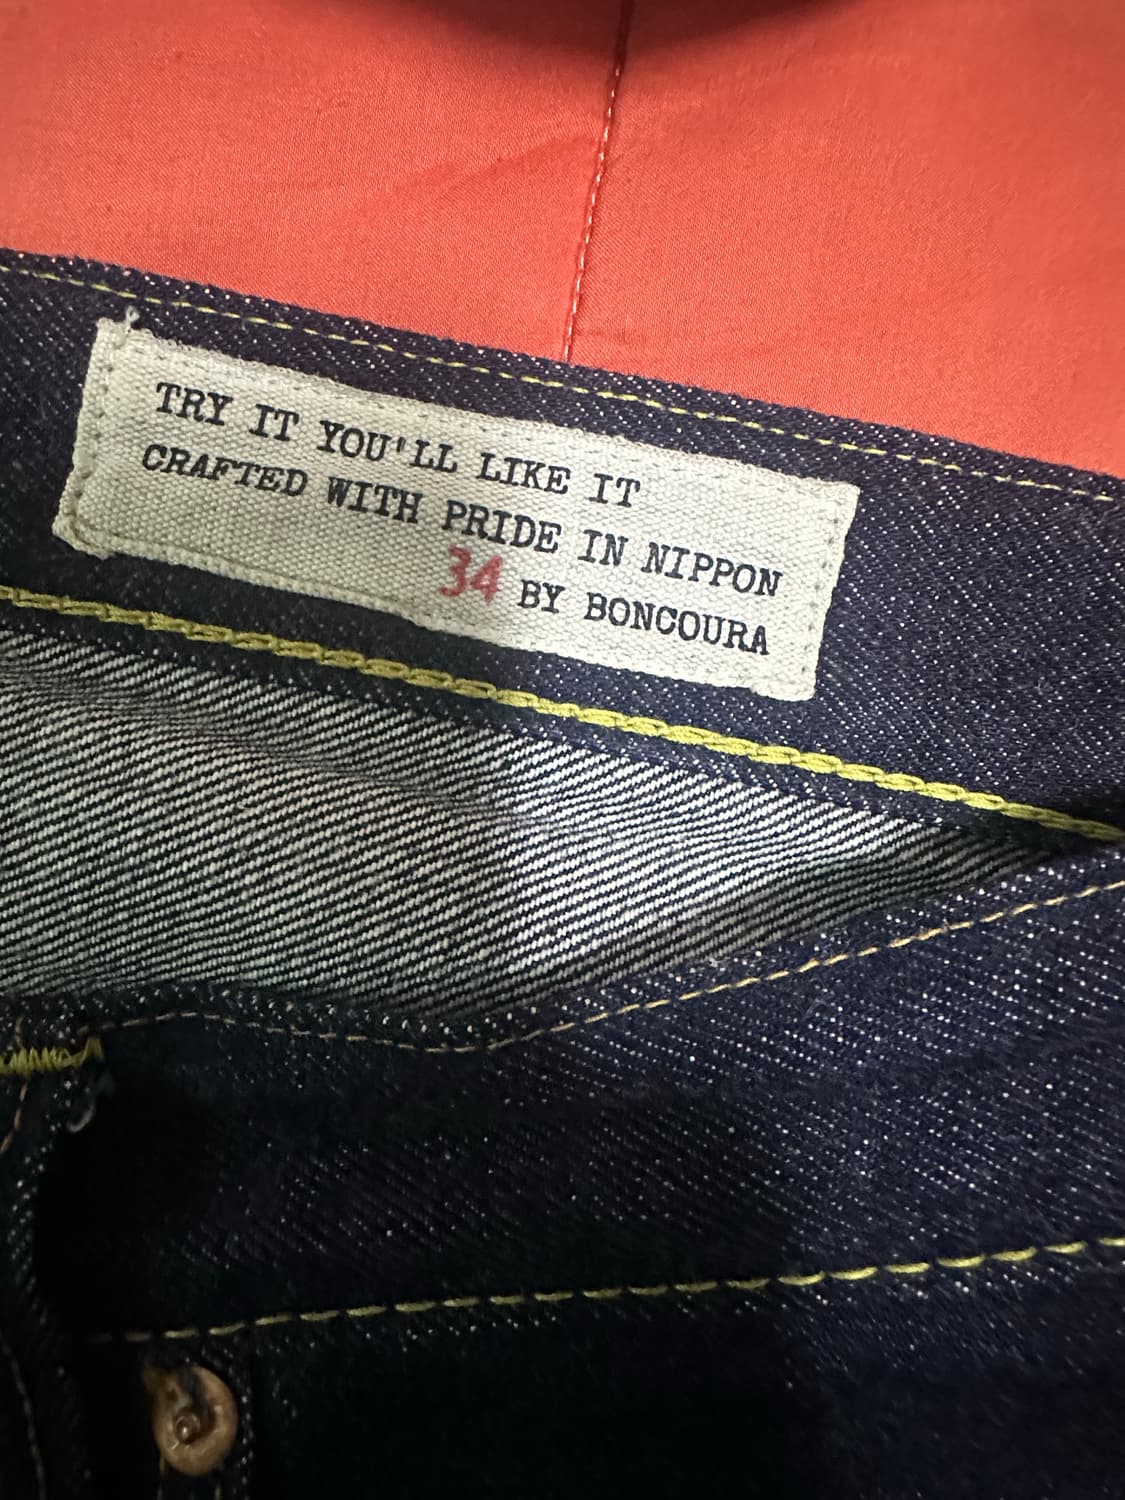 TRY IT YOU'LL LIKE IT
CRAFTED WITH PRIDE IN NIPPON
34 BY BONCOURA